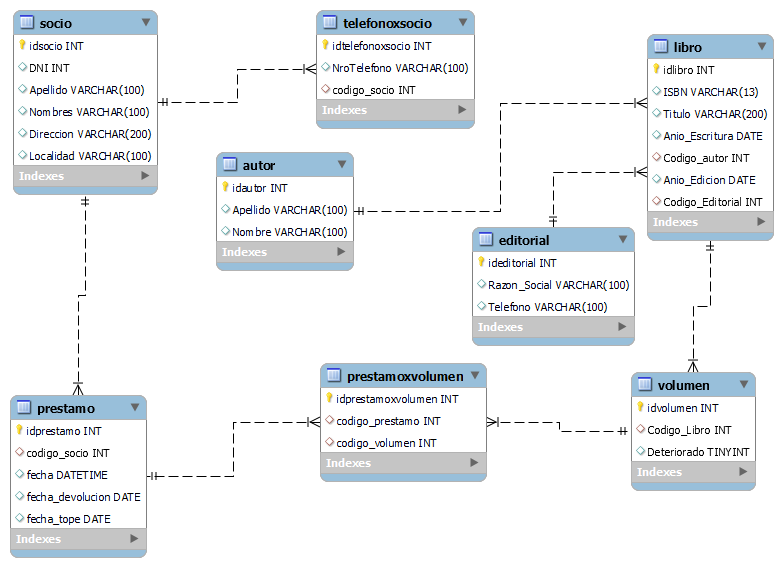 socio
idsocio INT
DNI INT
Apellido VARCHAR(100)
Nombres VARCHAR(100)
Direccion VARCHAR(200)
Localidad VARCHAR(100)
Indexes
telefonoxsocio
idtelefonoxsocio INT
NroTelefono VARCHAR(100)
codigo_socio INT
Indexes
libro
idlibro INT
ISBN VARCHAR(13)
Titulo VARCHAR(200)
Anio_Escritura DATE
Codigo_autor INT
Anio_Edicion DATE
Codigo_Editorial INT
Indexes
autor
idautor INT
Apellido VARCHAR(100)
Nombre VARCHAR(100)
Indexes
editorial
ideditorial INT
Razon_Social VARCHAR(100)
Telefono VARCHAR(100)
Indexes
prestamo
idprestamo INT
codigo_socio INT
fecha DATETIME
fecha_devolucion DATE
fecha_tope DATE
Indexes
prestamoxvolumen
idprestamoxvolumen INT
codigo_prestamo INT
codigo_volumen INT
Indexes
volumen
idvolumen INT
Codigo_Libro INT
Deteriorado TINYINT
Indexes